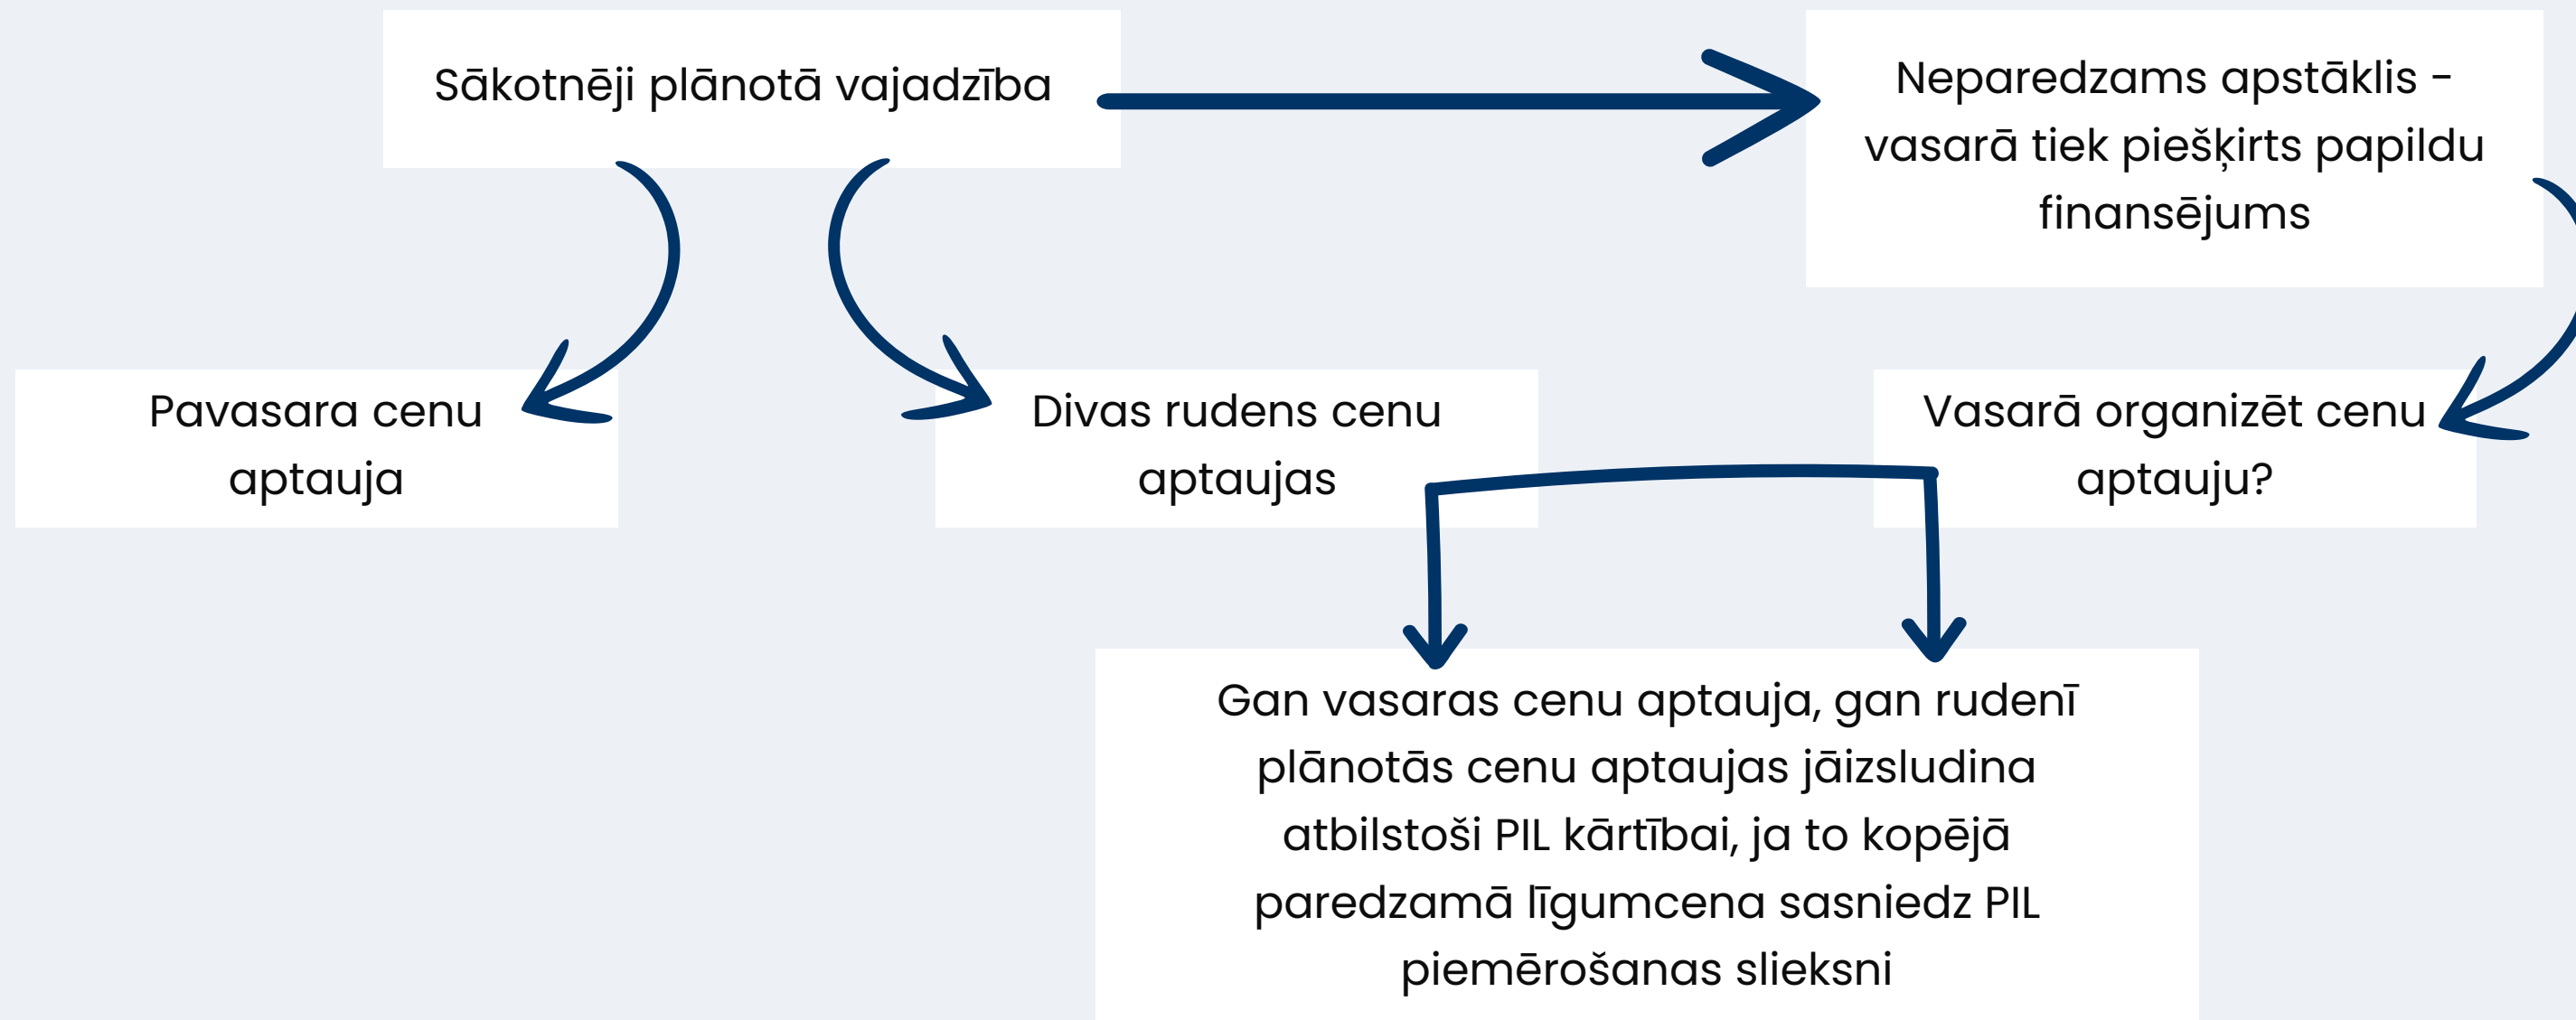 Sākotnēji plānotā vajadzība
Neparedzams apstāklis -
vasarā tiek piešķirts papildu
finansējums
Pavasara cenu
aptauja
Divas rudens cenu
aptaujas
Vasarā organizēt cenu
aptauju?
Gan vasaras cenu aptauja, gan rudenī
plānotās cenu aptaujas jāizsludina
atbilstoši PIL kārtībai, ja to kopējā
paredzamā līgumcena sasniedz PIL
piemērošanas slieksni